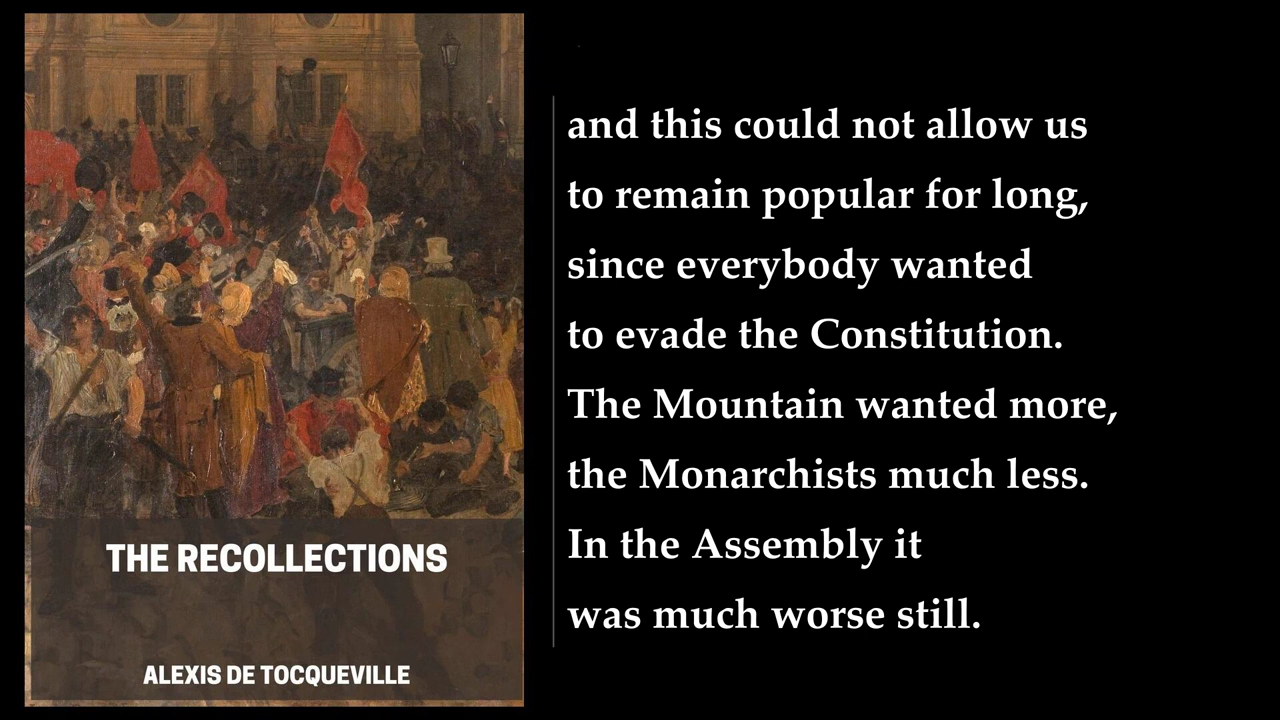 THE RECOLLECTIONS
ALEXIS DE TOCQUEVILLE
and this could not allow us
to remain popular for long,
since everybody wanted
to evade the Constitution.
The Mountain wanted more,
the Monarchists much less.
In the Assembly it
was much worse still.